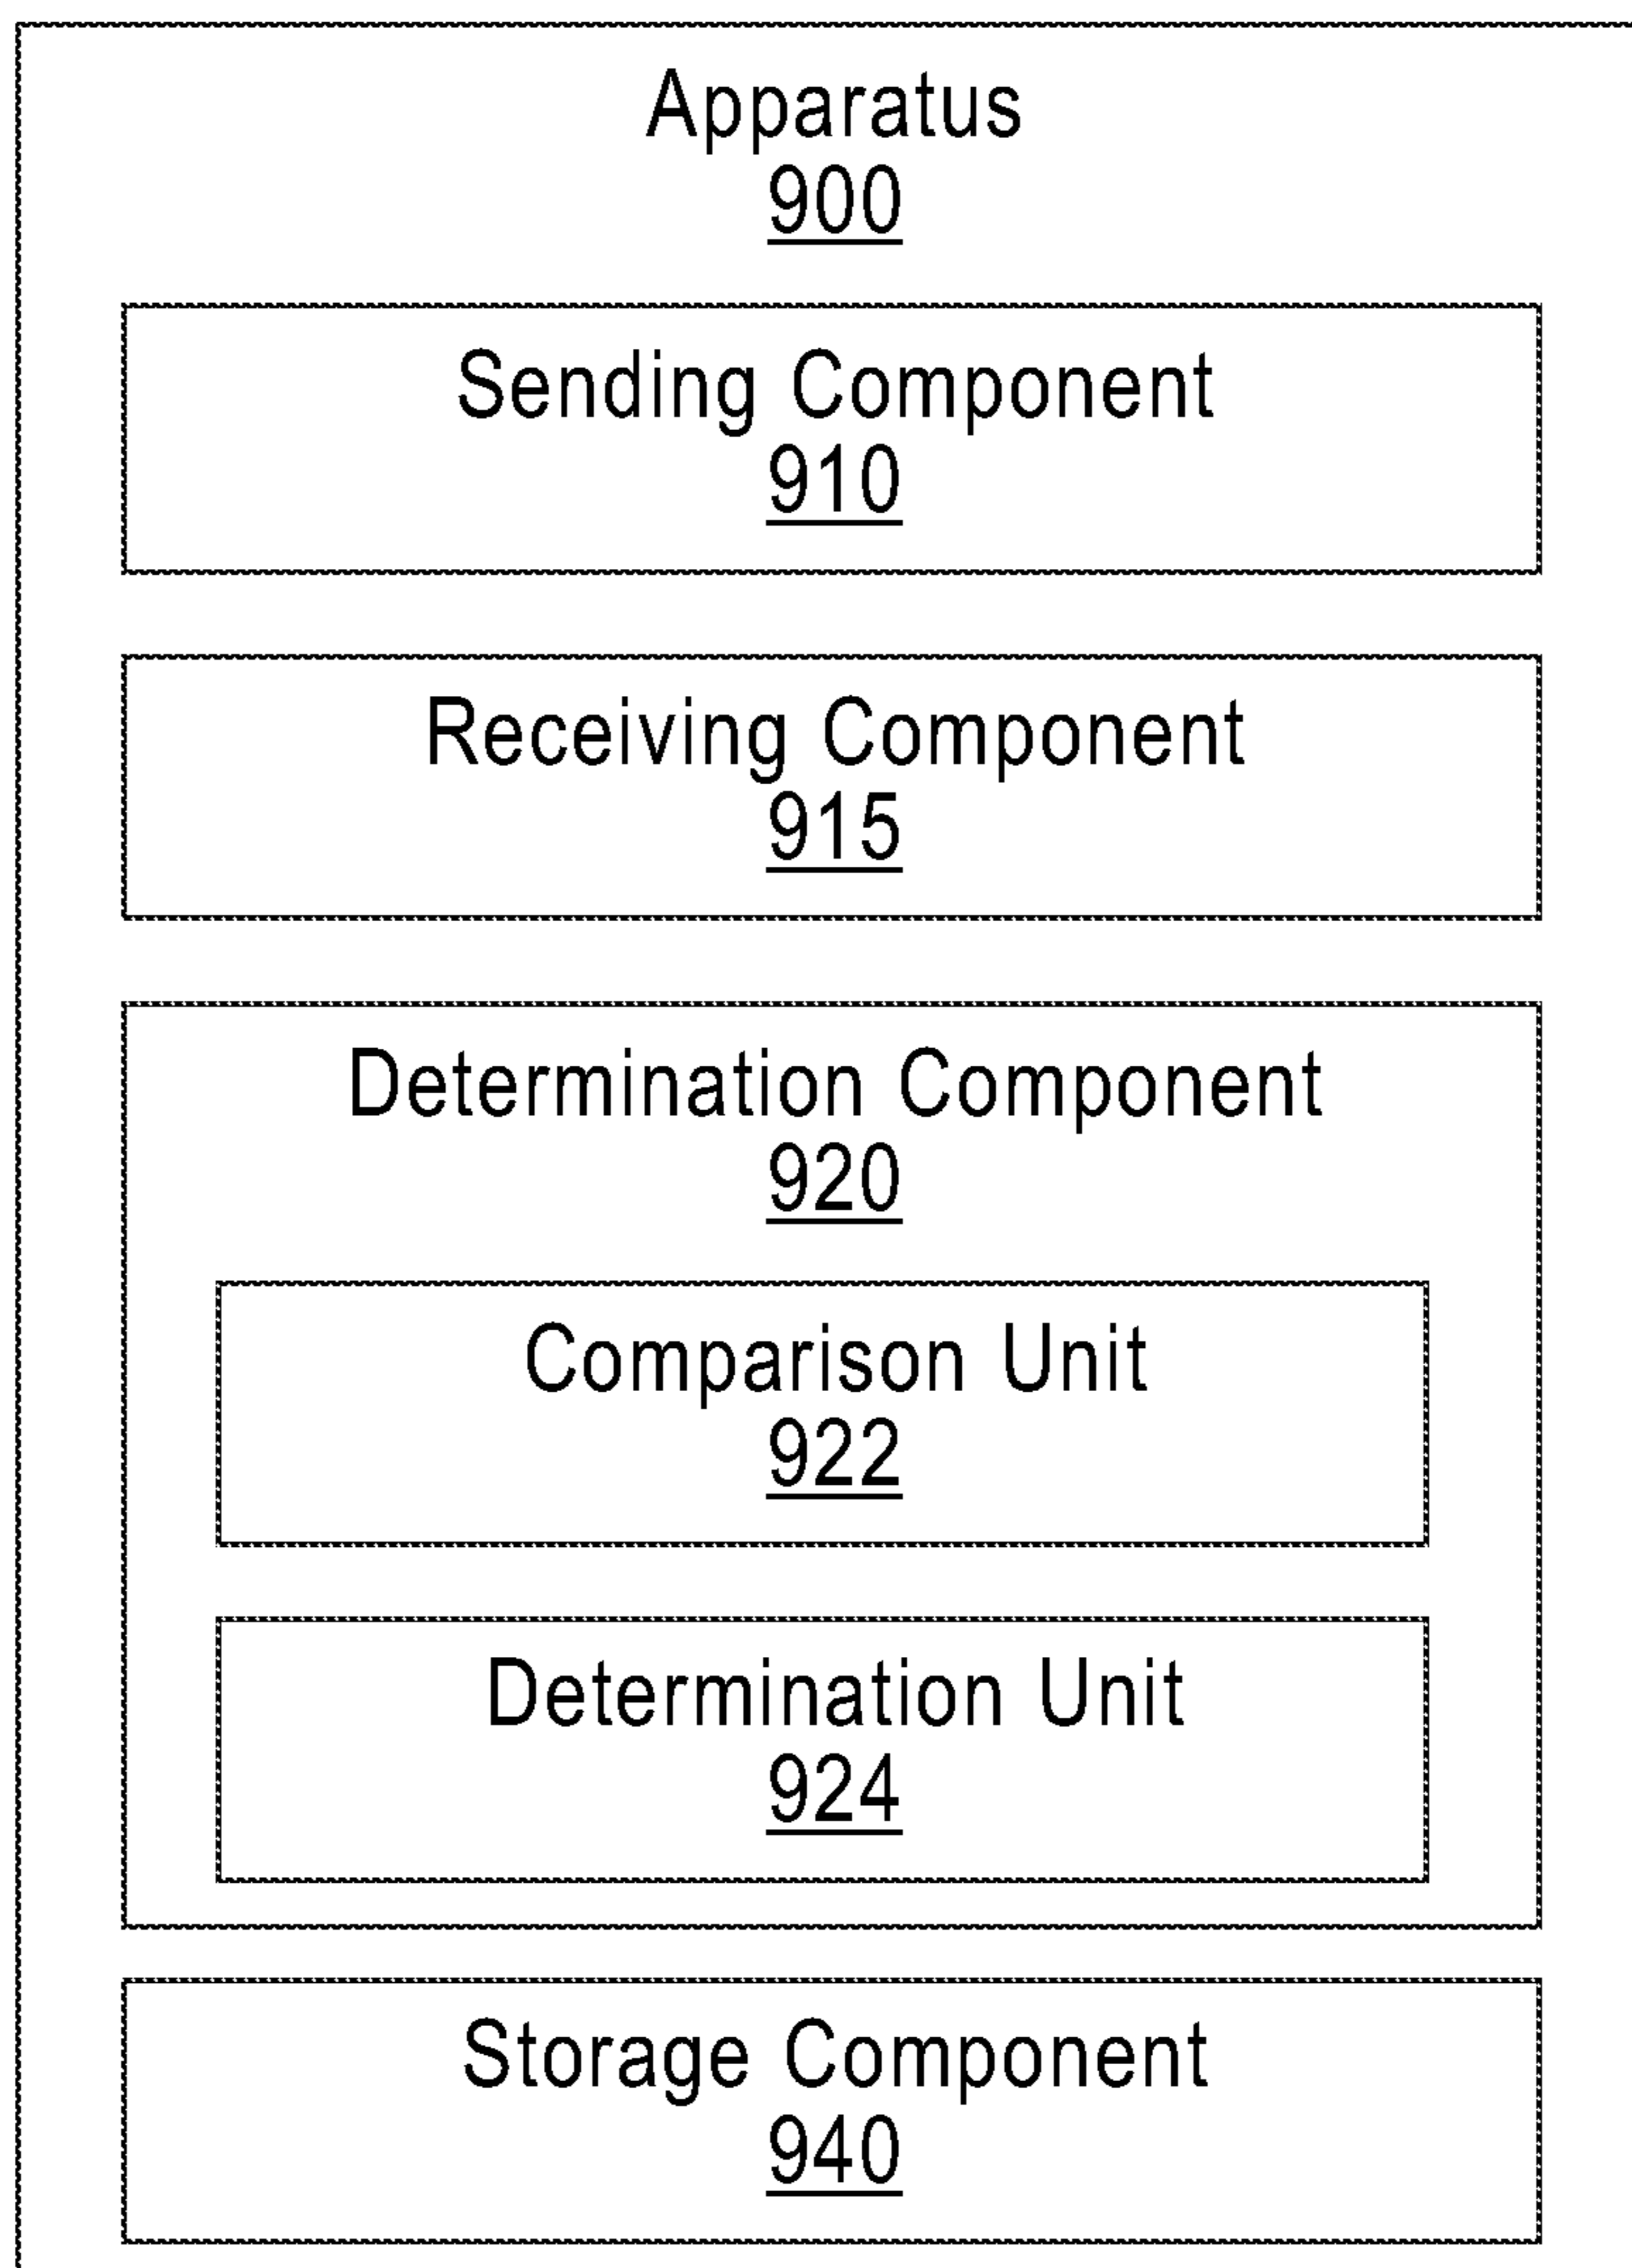 Apparatus
900
Sending Component
910
Receiving Component
915
Determination Component
920
Comparison Unit
922
Determination Unit
924
Storage Component
940